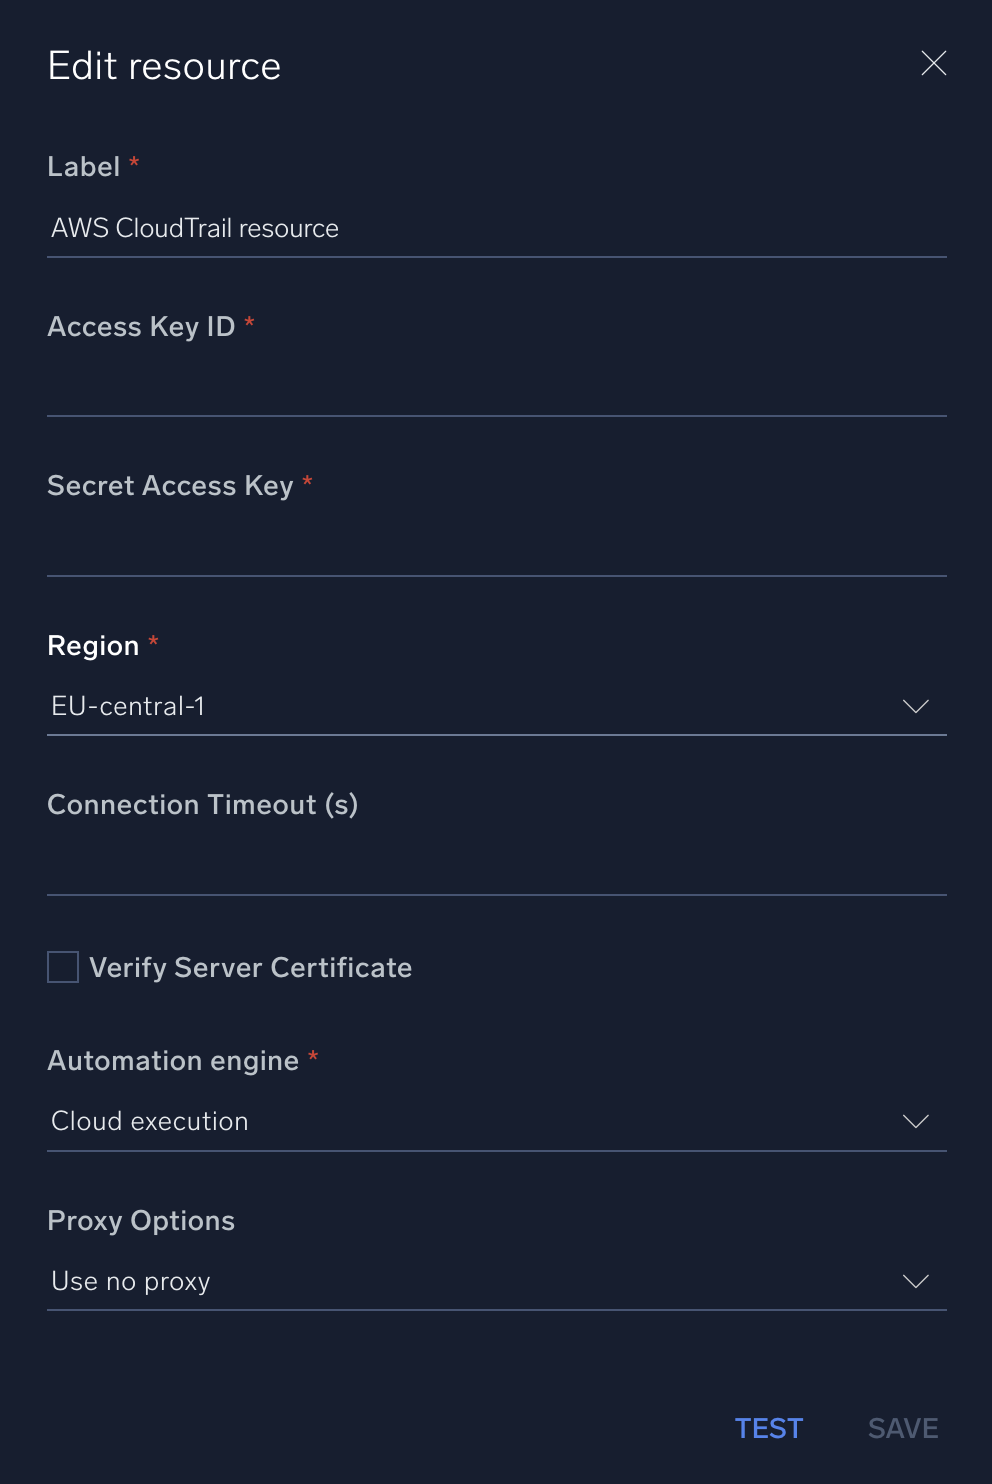 Edit resource
Label *
AWS CloudTrail resource
Access Key ID *
Secret Access Key *
Region *
EU-central-1
Connection Timeout (s)
Verify Server Certificate
Automation engine *
Cloud execution
Proxy Options
Use no proxy
TEST SAVE